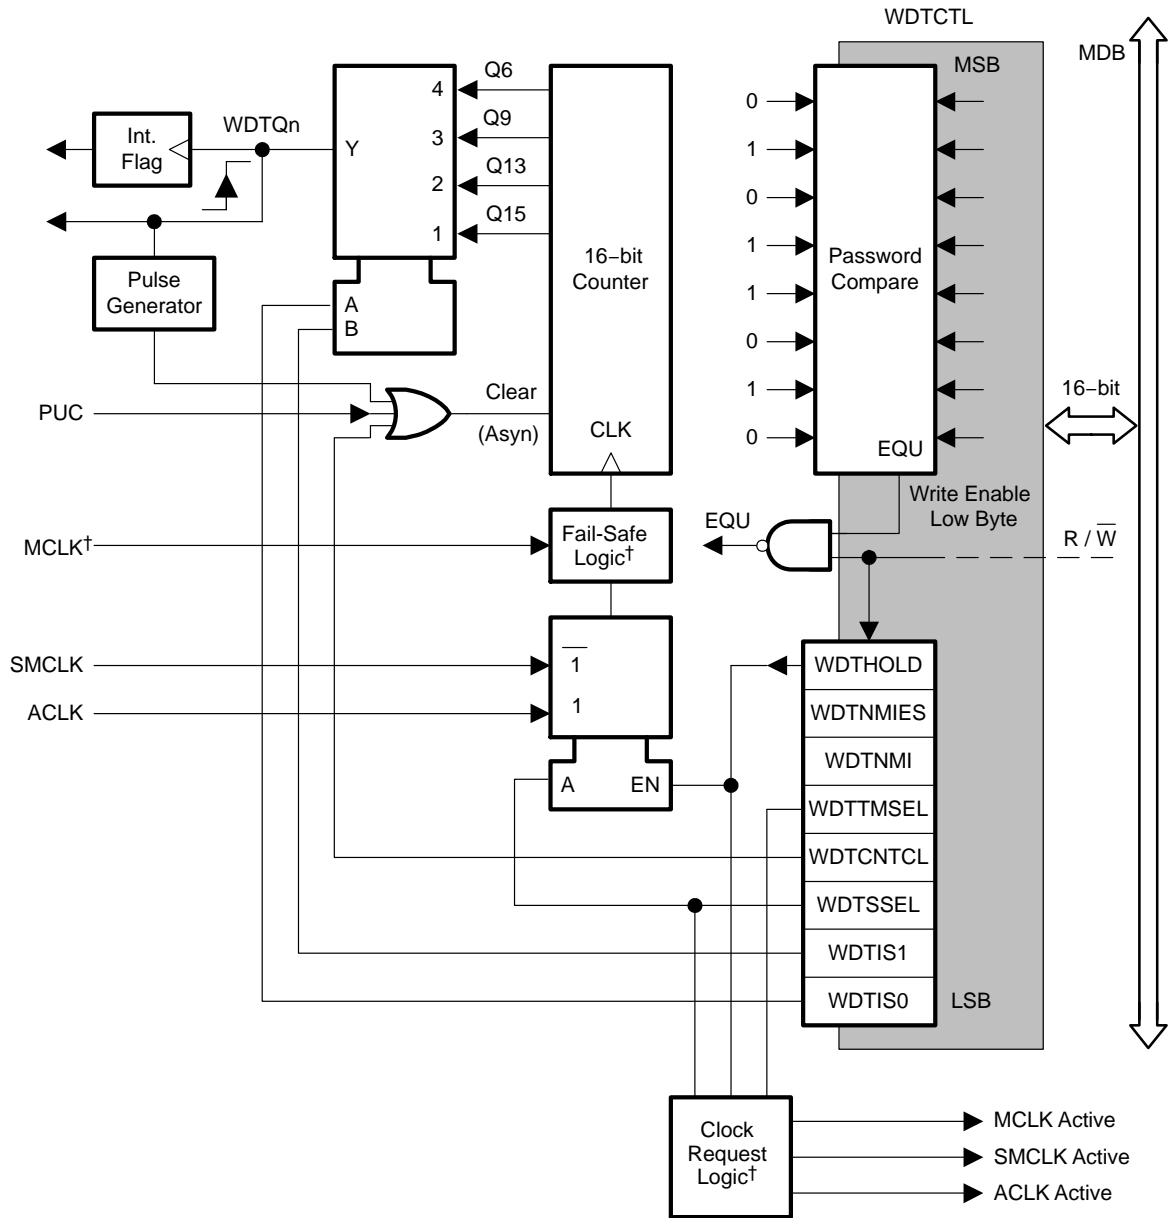 WDTCTL
MDB
MSB
Int.
Flag
WDTQn
Y
4
3
2
1
Q6
Q9
Q13
Q15
16−bit
Counter
CLK
0
1
0
1
1
0
1
0
Password
Compare
EQU
Pulse
Generator
A
B
PUC
Clear
(Asyn)
16−bit
Write Enable
Low Byte
EQU
R / W̅
MCLK†
Fail-Safe
Logic†
SMCLK
ACLK
1̅
1
A
EN
WDTHOLD
WDTNMIES
WDTNMI
WDTTMSEL
WDTCNTCL
WDTSSEL
WDTIS1
WDTIS0
LSB
Clock
Request
Logic†
MCLK Active
SMCLK Active
ACLK Active